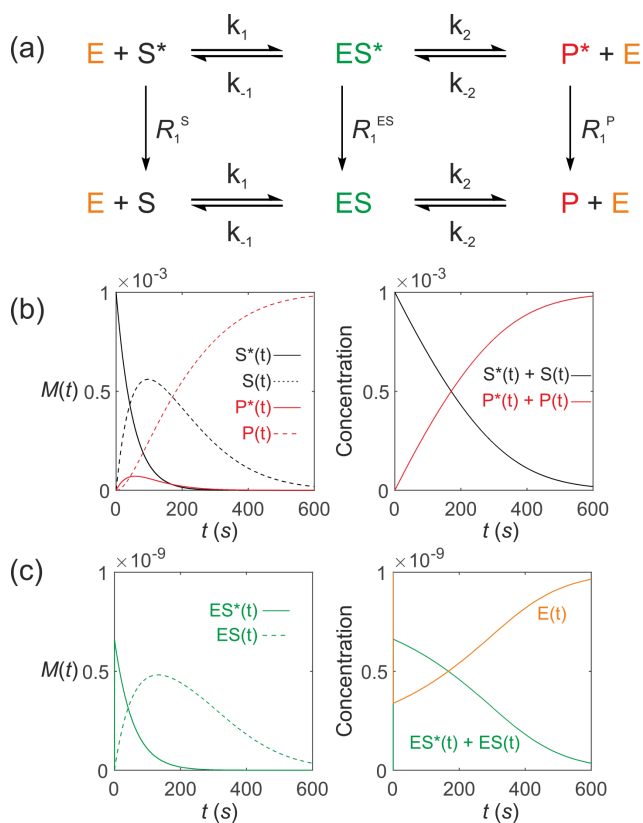 (a)
E + S* k₁ k₋₁ ES* k₂ k₋₂ P* + E
R₁ˢ R₁ᴱˢ R₁ᴾ
E + S k₁ k₋₁ ES k₂ k₋₂ P + E
(b)
×10⁻³
1
0.5
0
M(t)
S*(t)
S(t)
P*(t)
P(t)
0 200 400 600
t (s)
×10⁻³
1
0.5
0
Concentration
S*(t) + S(t)
P*(t) + P(t)
0 200 400 600
t (s)
(c)
×10⁻⁹
1
0.5
0
M(t)
ES*(t)
ES(t)
0 200 400 600
t (s)
×10⁻⁹
1
0.5
0
Concentration
E(t)
ES*(t) + ES(t)
0 200 400 600
t (s)